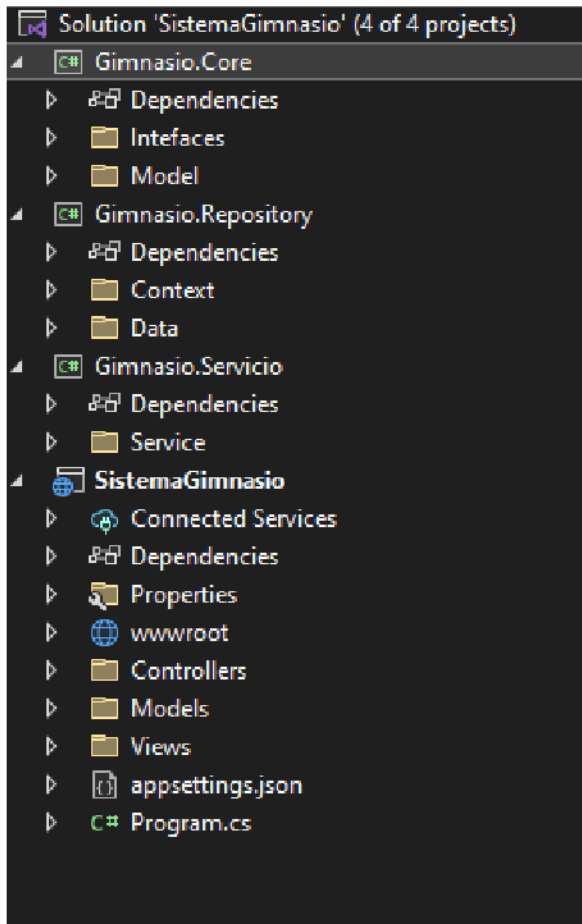 Solution 'SistemaGimnasio' (4 of 4 projects)
C# Gimnasio.Core
Dependencies
Intefaces
Model
C# Gimnasio.Repository
Dependencies
Context
Data
C# Gimnasio.Servicio
Dependencies
Service
SistemaGimnasio
Connected Services
Dependencies
Properties
wwwroot
Controllers
Models
Views
appsettings.json
C# Program.cs